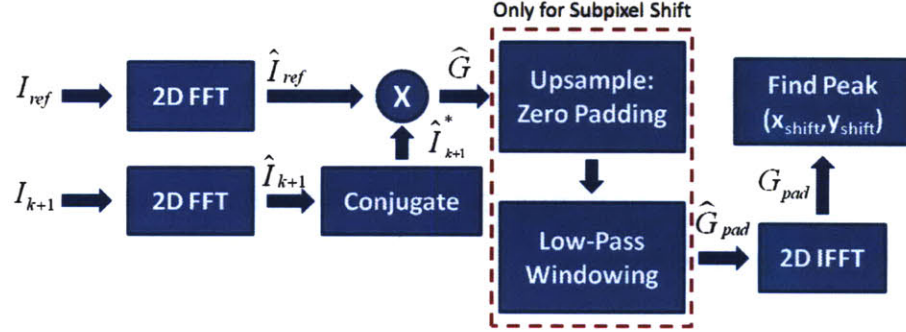 Only for Subpixel Shift
I_ref
2D FFT
Î_ref
X
Ĝ
Upsample:
Zero Padding
Find Peak
(x_shift,y_shift)
Î*_k+1
G_pad
I_k+1
2D FFT
Î_k+1
Conjugate
Low-Pass
Windowing
Ĝ_pad
2D IFFT